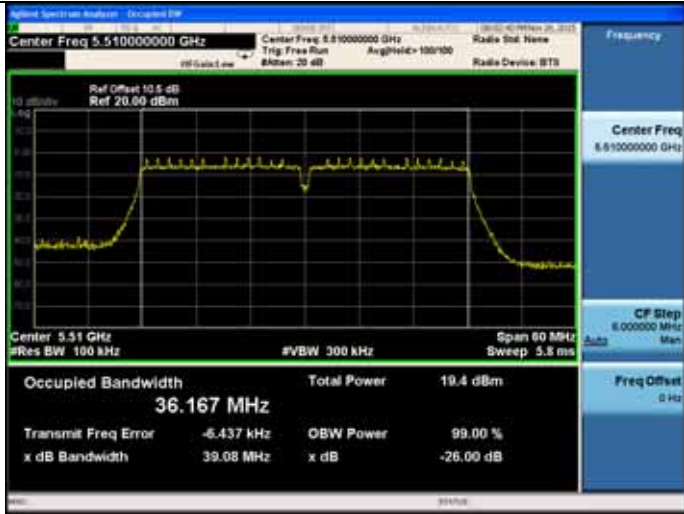 Agilent Spectrum Analyzer - Occupied BW
Center Freq 5.510000000 GHz
Center Freq: 5.510000000 GHz
Trig: Free Run
Avg|Hold:> 100/100
#IFGain:Low
#Atten: 20 dB
Radio Std: None
Radio Device: BTS
Frequency
Ref Offset 10.5 dB
10 dB/div
Ref 20.00 dBm
Log
Center Freq
5.510000000 GHz
Center 5.51 GHz
Span 60 MHz
#Res BW 100 kHz
#VBW 300 kHz
Sweep 5.8 ms
CF Step
6.000000 MHz
Auto
Man
Occupied Bandwidth
Total Power
19.4 dBm
36.167 MHz
Freq Offset
0 Hz
Transmit Freq Error
-6.437 kHz
OBW Power
99.00 %
x dB Bandwidth
39.08 MHz
x dB
-26.00 dB
MSG
STATUS